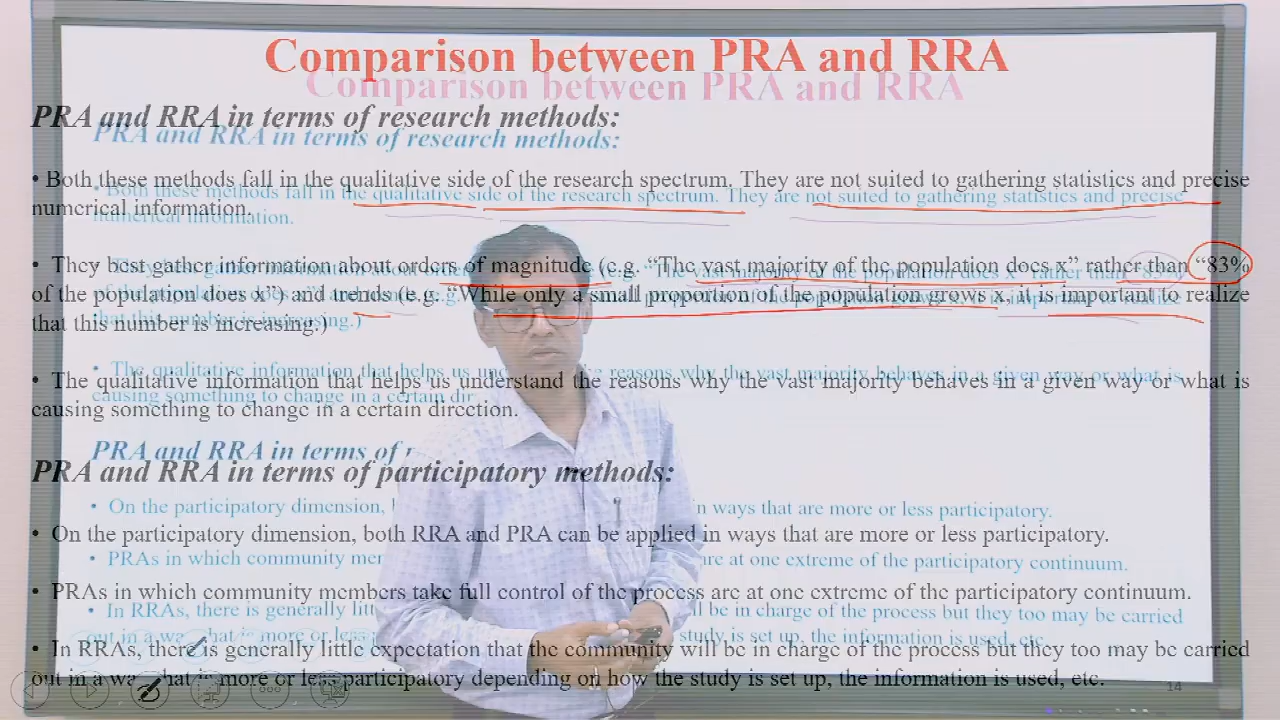 Comparison between PRA and RRA
PRA and RRA in terms of research methods:
• Both these methods fall in the qualitative side of the research spectrum. They are not suited to gathering statistics and precise
numerical information.
• They best gather information about orders of magnitude (e.g. “The vast majority of the population does x” rather than “83%
of the population does x”) and trends (e.g. “While only a small proportion of the population grows x, it is important to realize
that this number is increasing.)
• The qualitative information that helps us understand the reasons why the vast majority behaves in a given way or what is
causing something to change in a certain direction.
PRA and RRA in terms of participatory methods:
• On the participatory dimension, both RRA and PRA can be applied in ways that are more or less participatory.
• PRAs in which community members take full control of the process are at one extreme of the participatory continuum.
• In RRAs, there is generally little expectation that the community will be in charge of the process but they too may be carried
out in a way that is more or less participatory depending on how the study is set up, the information is used, etc.
14